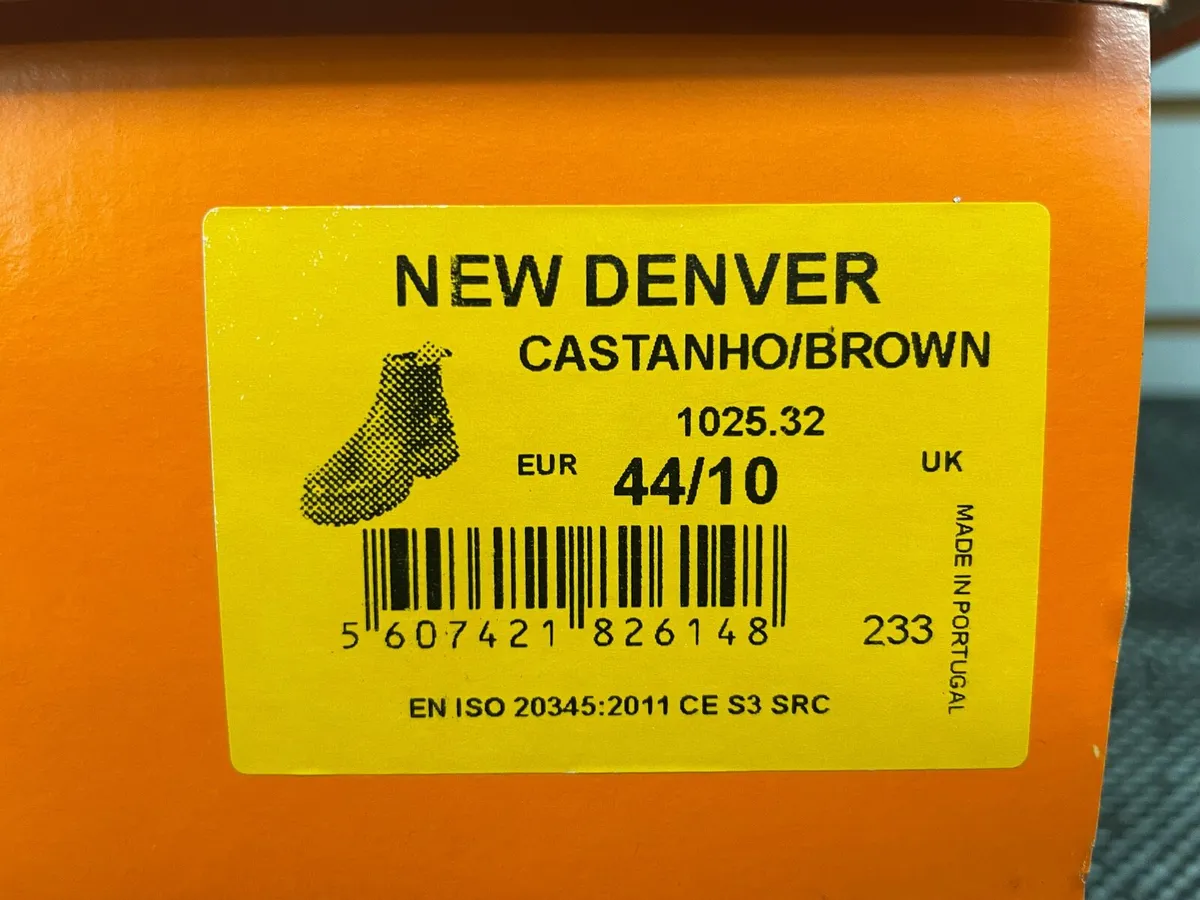 NEW DENVER
CASTANHO/BROWN
1025.32
EUR 44/10 UK
5 607421 826148
233
MADE IN PORTUGAL
EN ISO 20345:2011 CE S3 SRC